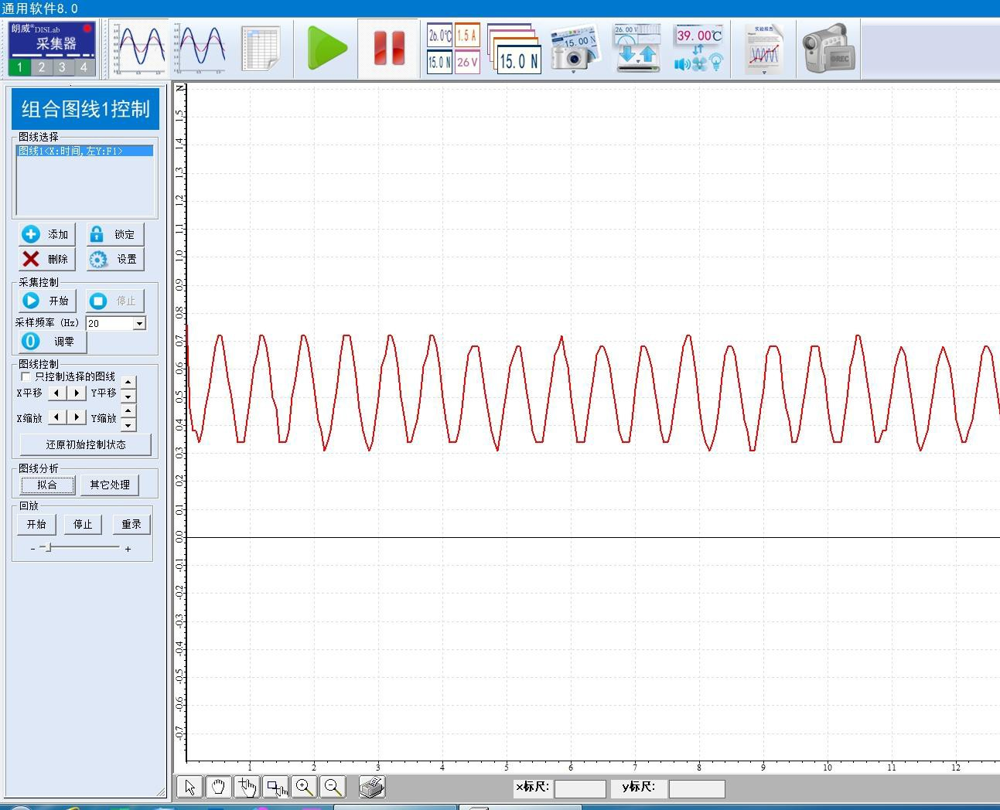 通用软件8.0
朗威®DISLab
采集器
1 2 3 4
26.0℃ 1.5 A
15.0 N 26 V
15.0 N
15.00 N
26.00 V
39.00℃
实验报告
REC
组合图线1控制
图线选择
图线1<X:时间,左Y:F1>
添加 锁定
删除 设置
采集控制
开始 停止
采样频率 (Hz) 20
0 调零
图线控制
只控制选择的图线
X平移 Y平移
X缩放 Y缩放
还原初始控制状态
图线分析
拟合 其它处理
回放
开始 停止 重录
- +
N
1.5
1.4
1.3
1.2
1.1
1.0
0.9
0.8
0.7
0.6
0.5
0.4
0.3
0.2
0.1
0.0
-0.1
-0.2
-0.3
-0.4
-0.5
-0.6
-0.7
1 2 3 4 5 6 7 8 9 10 11 12
x标尺: y标尺: